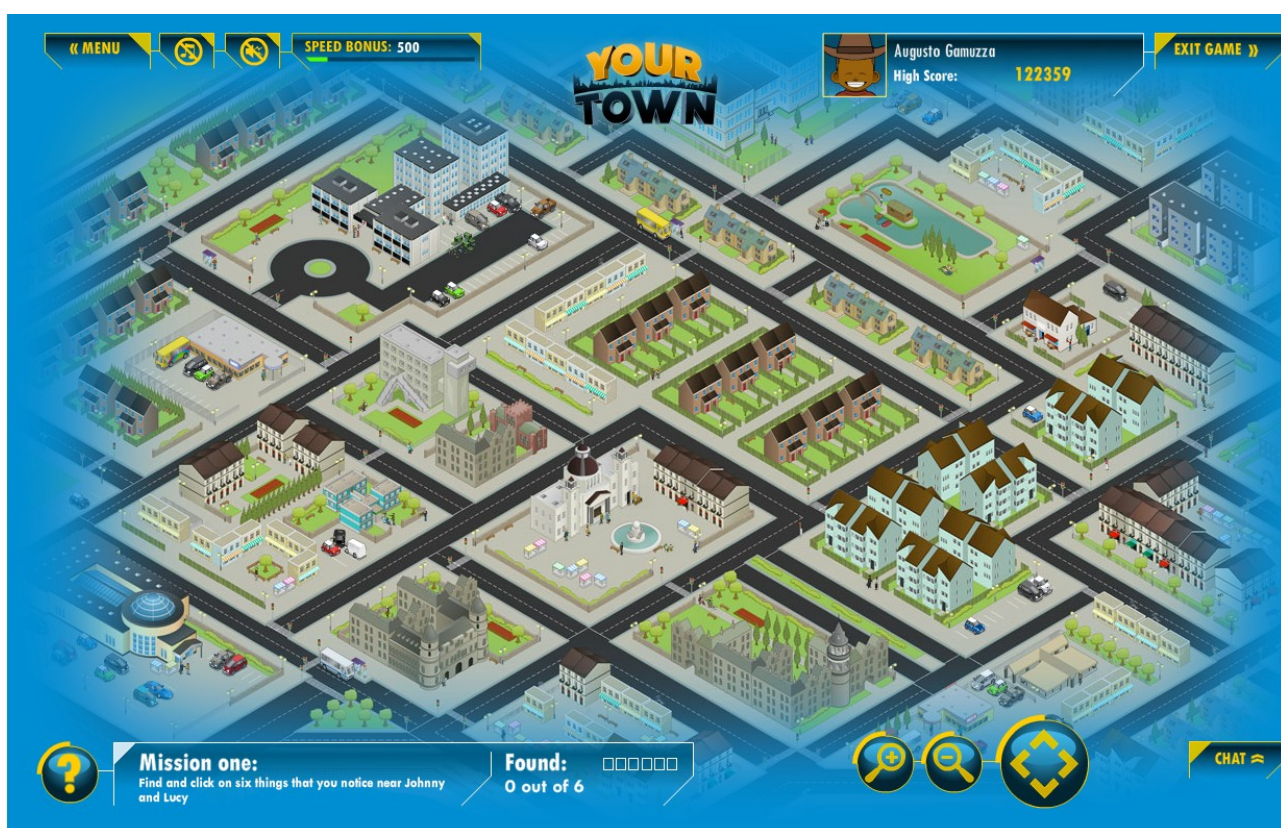 « MENU
SPEED BONUS: 500
YOUR
TOWN
Augusto Gamuzza
High Score: 122359
EXIT GAME »
?
Mission one:
Find and click on six things that you notice near Johnny
and Lucy
Found:
0 out of 6
CHAT